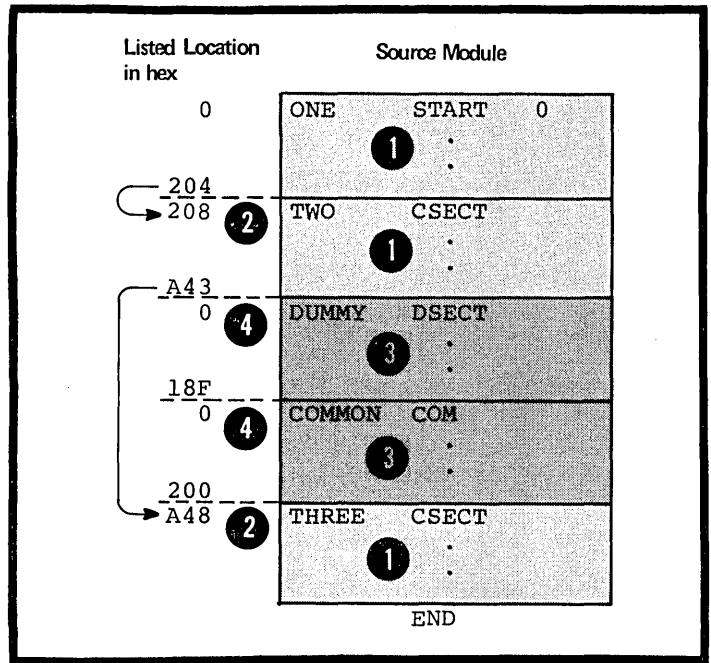 Listed Location
in hex
Source Module
0 ONE START 0
1
204
208 2 TWO CSECT
1
A43
0 4 DUMMY DSECT
3
18F
0 4 COMMON COM
3
200
A48 2 THREE CSECT
1
END